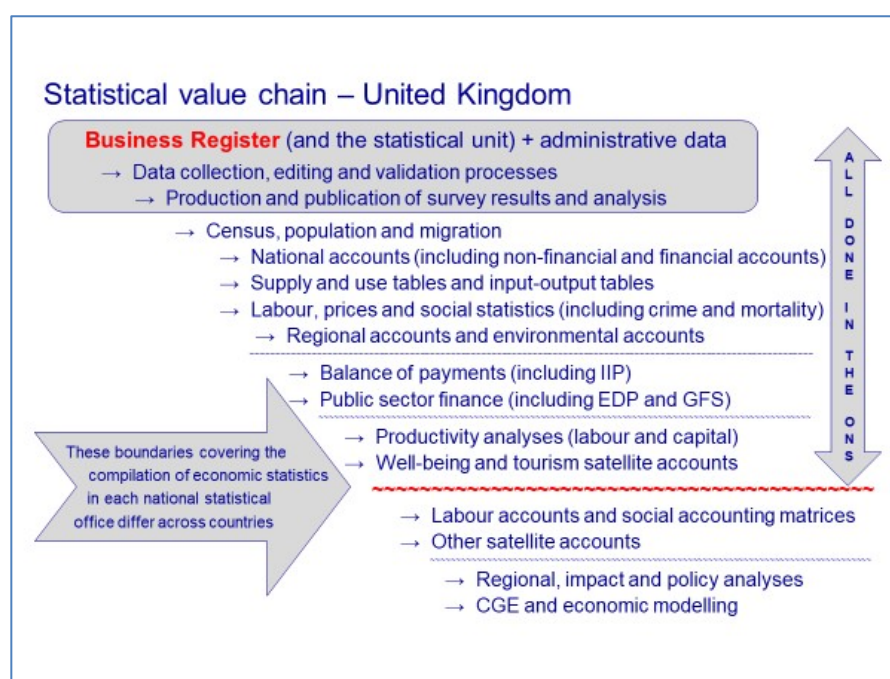 Statistical value chain – United Kingdom
Business Register (and the statistical unit) + administrative data
→ Data collection, editing and validation processes
→ Production and publication of survey results and analysis
→ Census, population and migration
→ National accounts (including non-financial and financial accounts)
→ Supply and use tables and input-output tables
→ Labour, prices and social statistics (including crime and mortality)
→ Regional accounts and environmental accounts
→ Balance of payments (including IIP)
→ Public sector finance (including EDP and GFS)
→ Productivity analyses (labour and capital)
→ Well-being and tourism satellite accounts
→ Labour accounts and social accounting matrices
→ Other satellite accounts
→ Regional, impact and policy analyses
→ CGE and economic modelling
These boundaries covering the
compilation of economic statistics
in each national statistical
office differ across countries
ALL DONE IN THE ONS